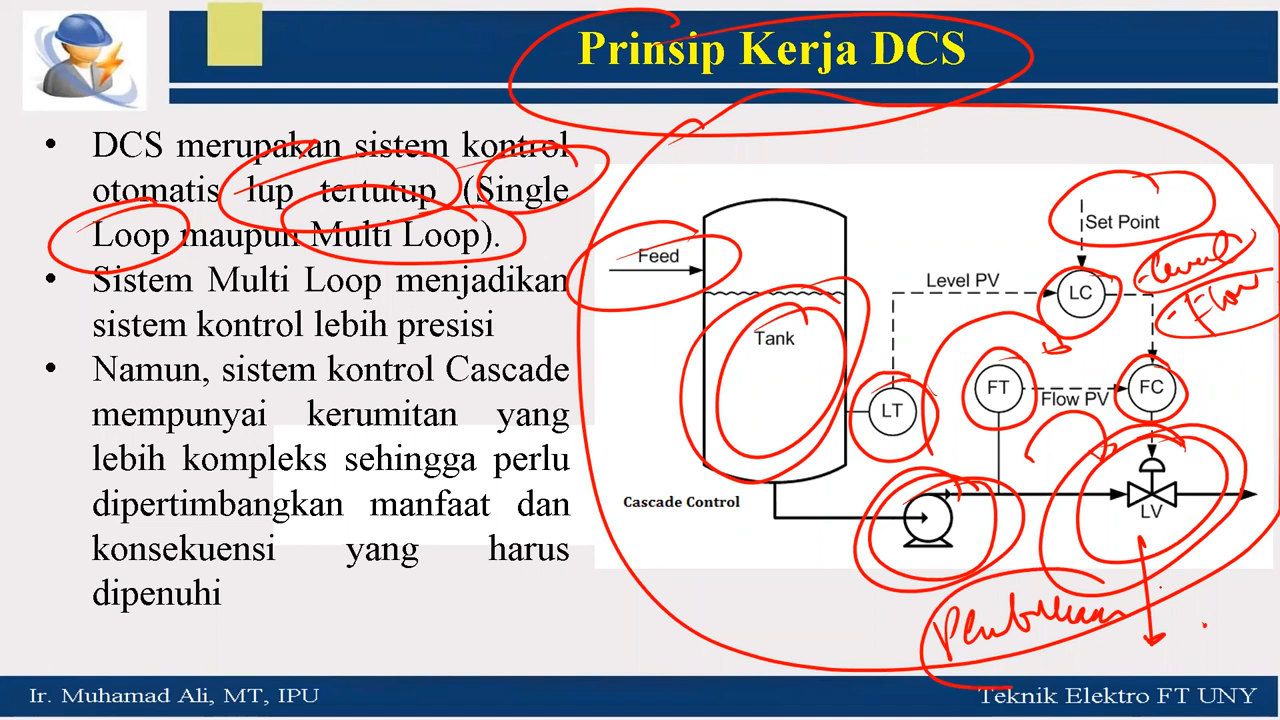 Prinsip Kerja DCS
• DCS merupakan sistem kontrol
otomatis lup tertutup (Single
Loop maupun Multi Loop).
• Sistem Multi Loop menjadikan
sistem kontrol lebih presisi
• Namun, sistem kontrol Cascade
mempunyai kerumitan yang
lebih kompleks sehingga perlu
dipertimbangkan manfaat dan
konsekuensi yang harus
dipenuhi
Set Point
Feed
Level PV
LC
- Level
- Flow
Tank
LT
FT
Flow PV
FC
Cascade Control
LV
Pembukaan
Ir. Muhamad Ali, MT, IPU
Teknik Elektro FT UNY